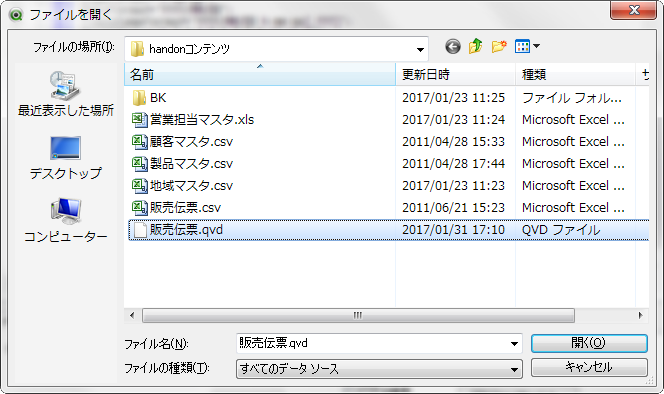 ファイルを開く
ファイルの場所(I):
handonコンテンツ
最近表示した場所
デスクトップ
コンピューター
名前 更新日時 種類 サ
BK 2017/01/23 11:25 ファイル フォル...
営業担当マスタ.xls 2017/01/23 11:24 Microsoft Excel ...
顧客マスタ.csv 2011/04/28 15:33 Microsoft Excel ...
製品マスタ.csv 2011/04/28 17:44 Microsoft Excel ...
地域マスタ.csv 2017/01/23 11:23 Microsoft Excel ...
販売伝票.csv 2011/06/21 15:23 Microsoft Excel ...
販売伝票.qvd 2017/01/31 17:10 QVD ファイル
ファイル名(N): 販売伝票.qvd 開く(O)
ファイルの種類(T): すべてのデータ ソース キャンセル